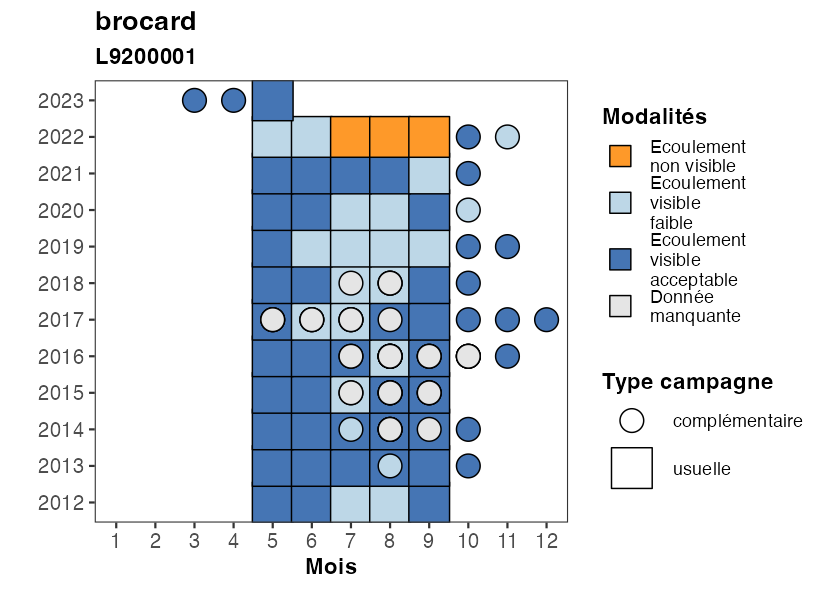 brocard
L9200001
2023
2022
2021
2020
2019
2018
2017
2016
2015
2014
2013
2012
1 2 3 4 5 6 7 8 9 10 11 12
Mois
Modalités
Ecoulement
non visible
Ecoulement
visible
faible
Ecoulement
visible
acceptable
Donnée
manquante
Type campagne
complémentaire
usuelle